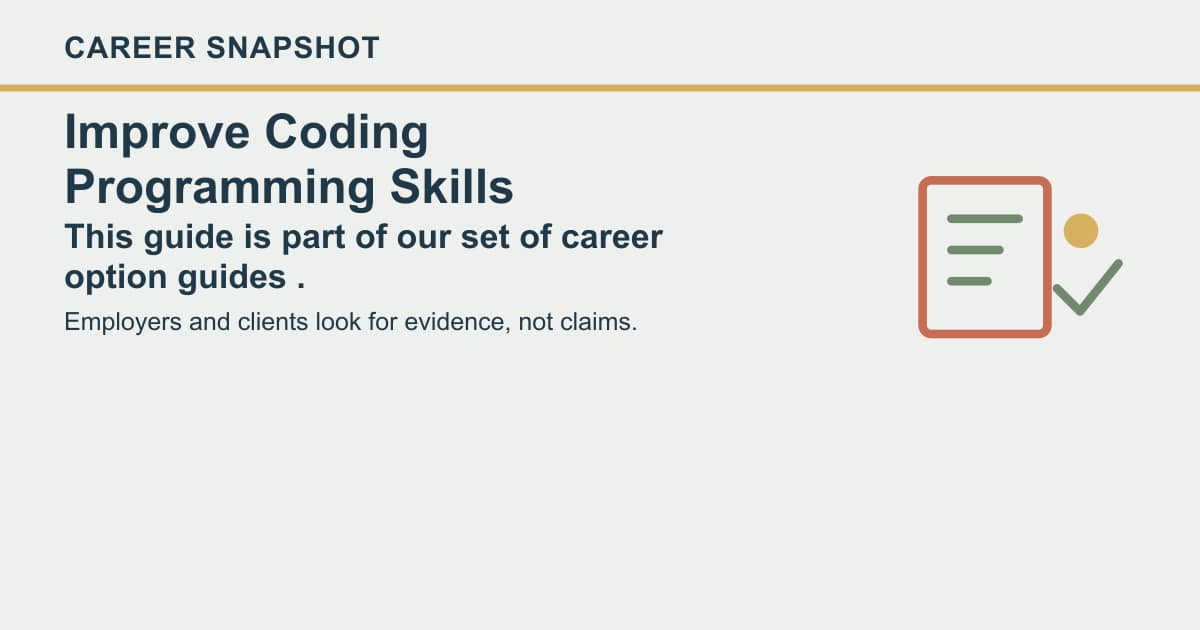 CAREER SNAPSHOT
Improve Coding
Programming Skills
This guide is part of our set of career
option guides .
Employers and clients look for evidence, not claims.